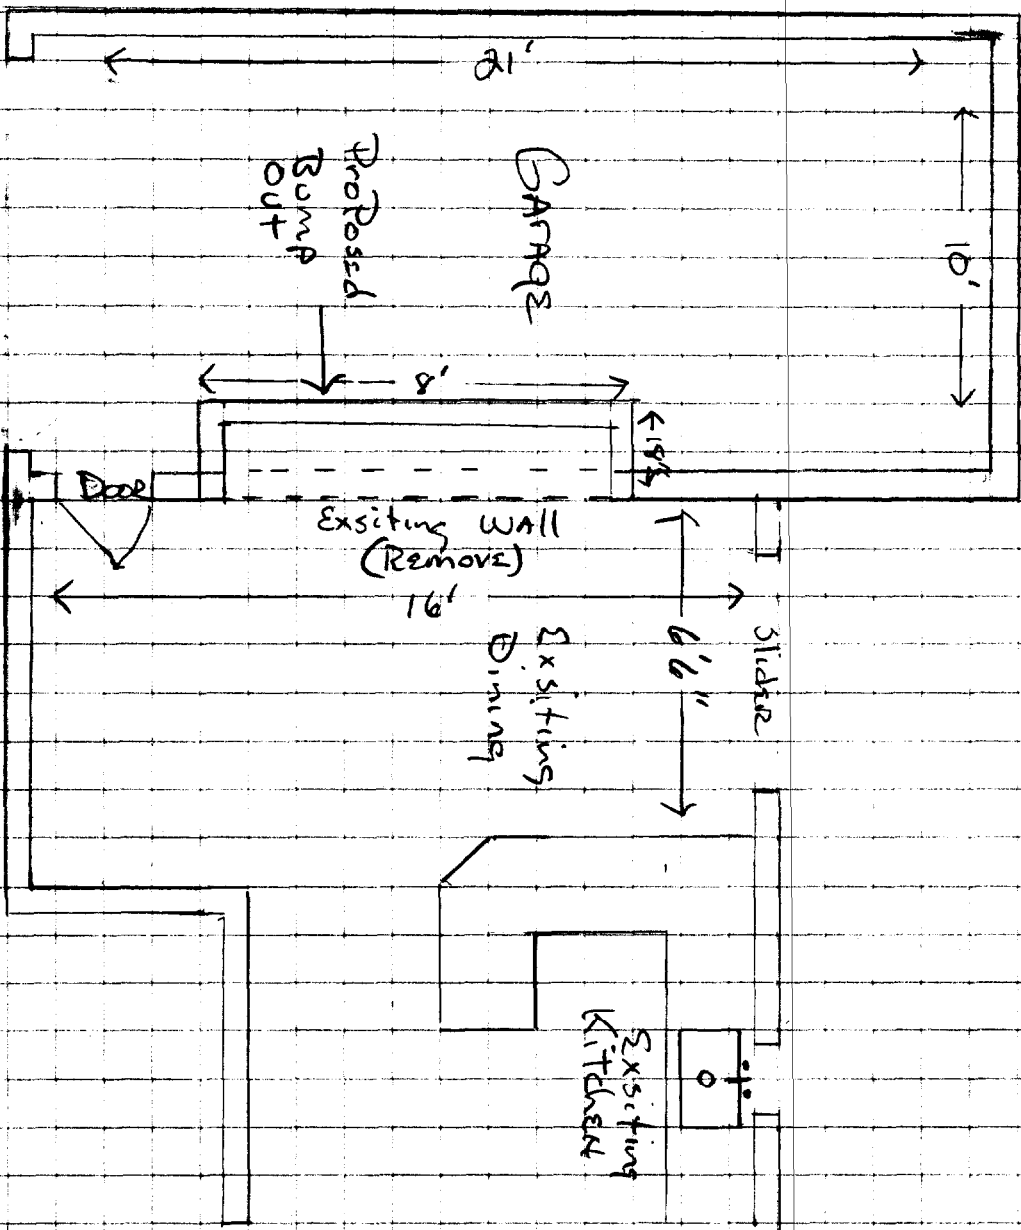 21'
10'
GArAgE
ProPosEd
Bump
out
8'
18"
Door
Exsiting WAll
(RemovE)
16'
6'6"
SlidER
Exsiting
Dining
Exsiting
KitchEN